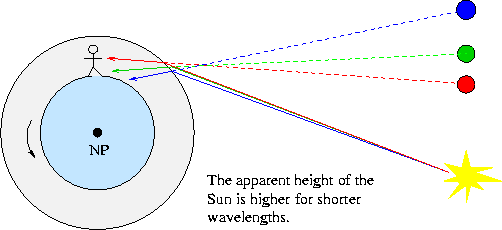 NP
The apparent height of the
Sun is higher for shorter
wavelengths.